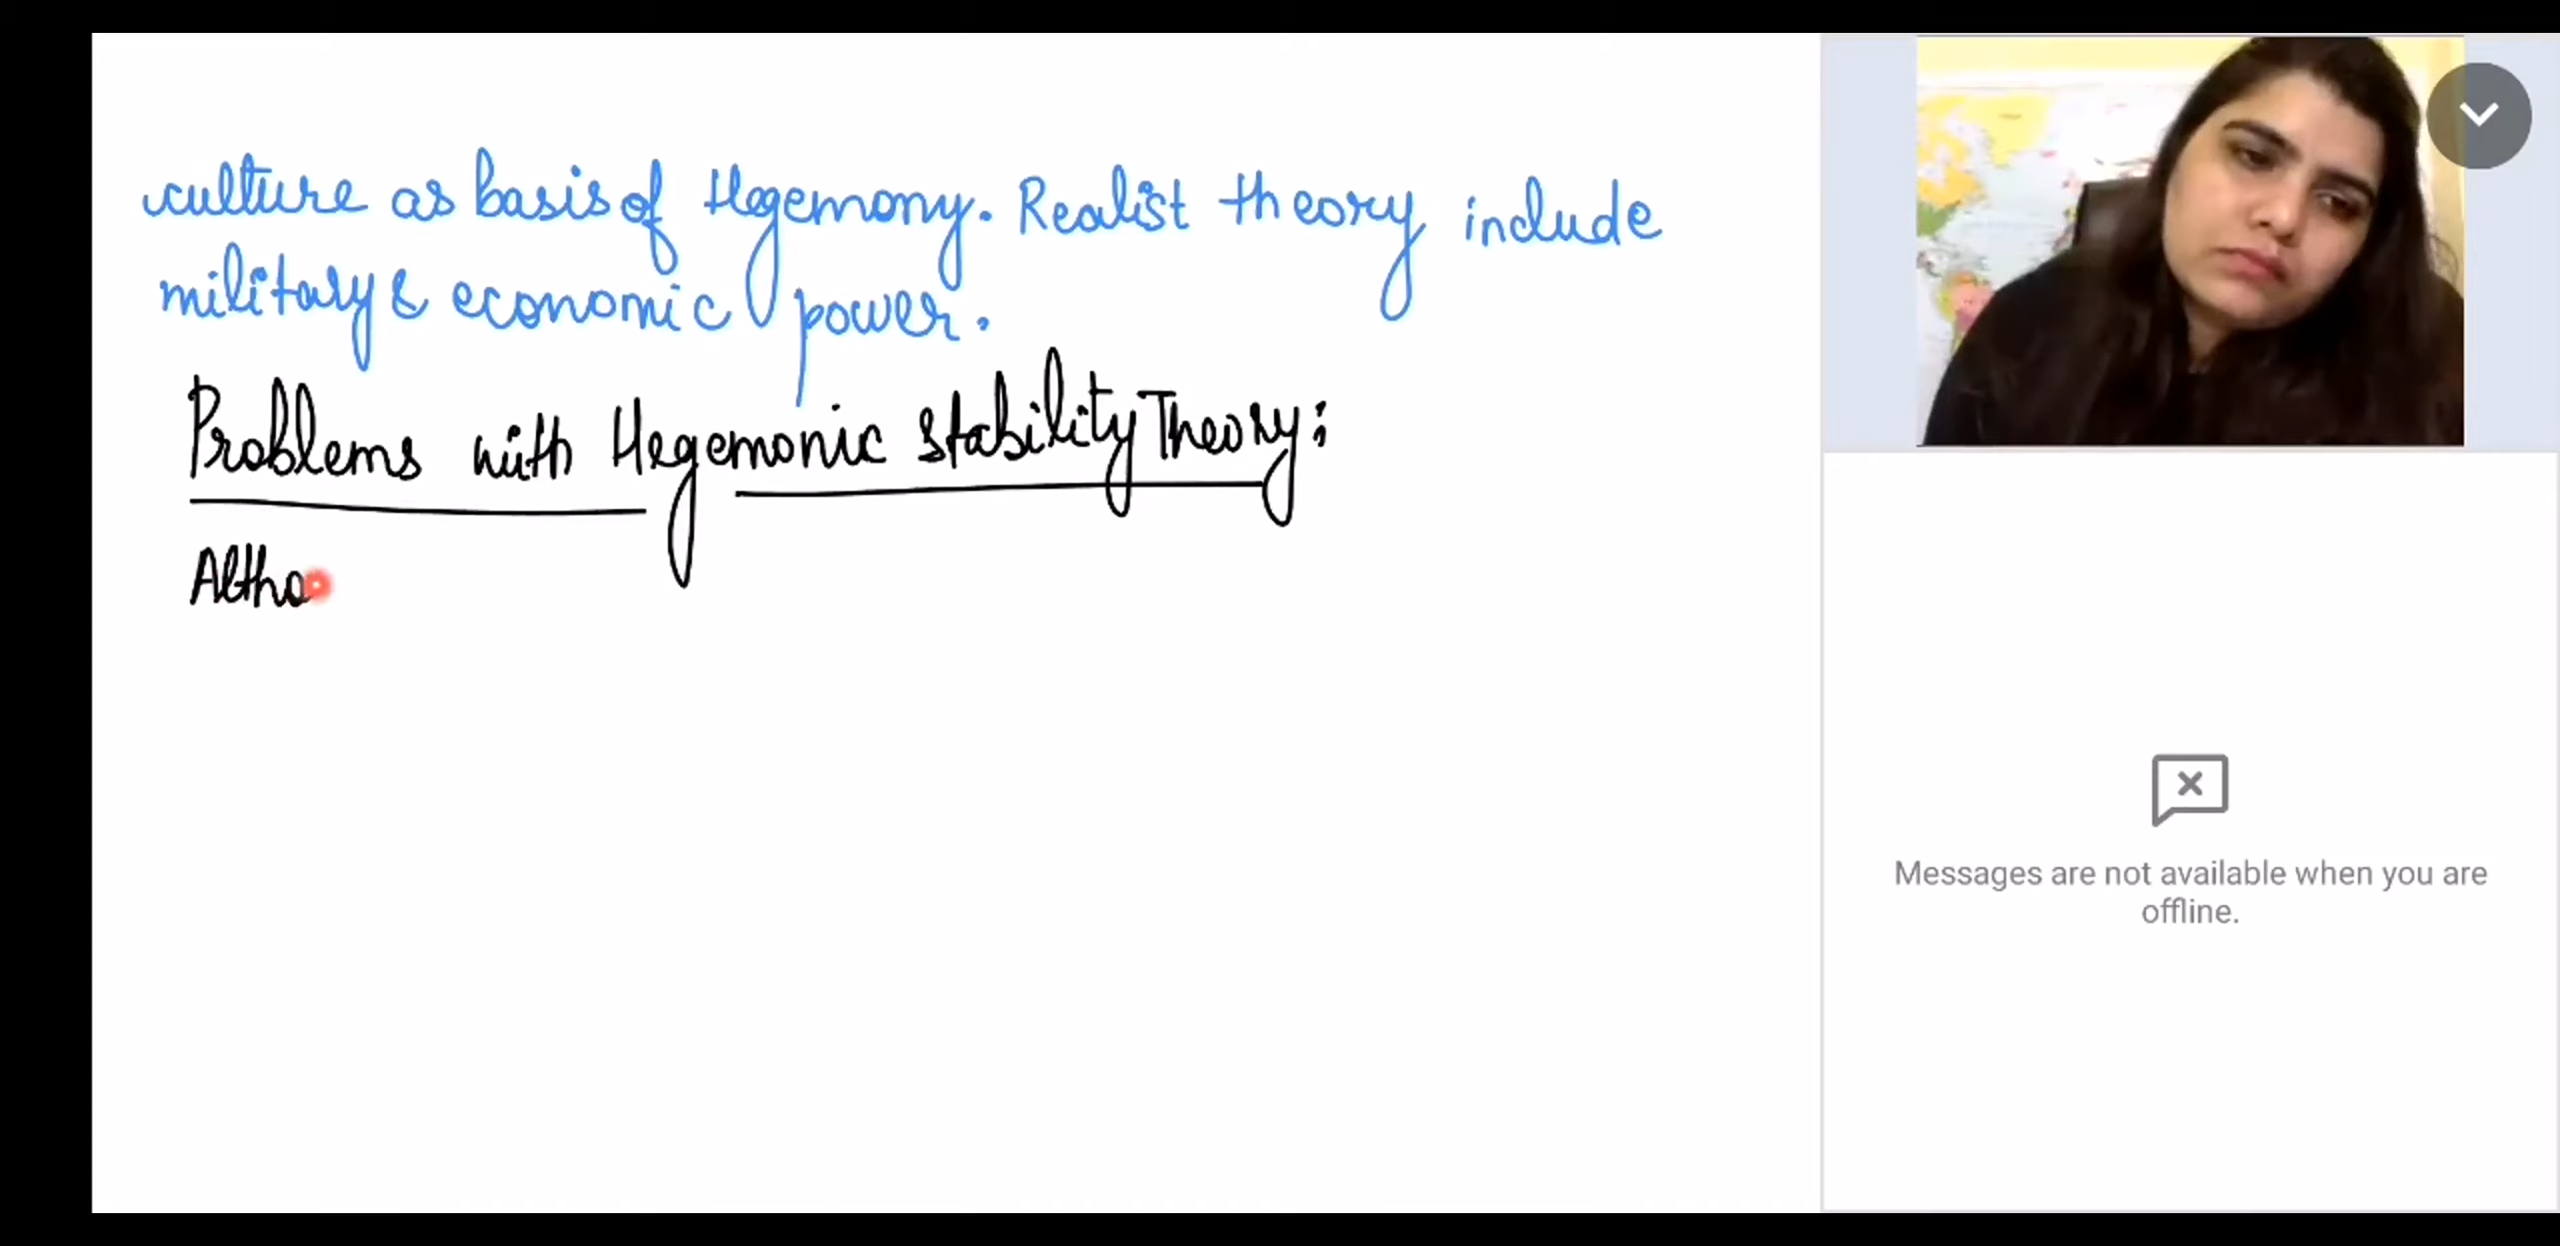 culture as basis of Hegemony. Realist theory include
military & economic power.
Problems with Hegemonic Stability Theory:
Altho
Messages are not available when you are
offline.